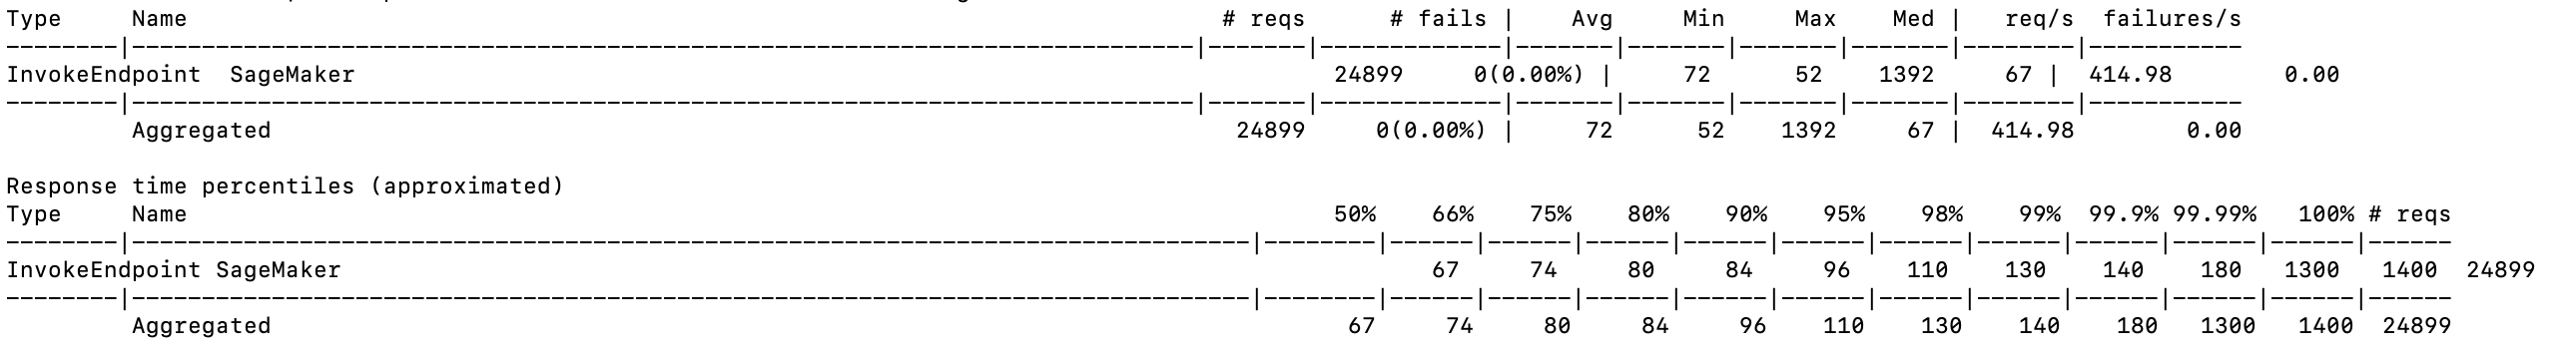 Type     Name                                                                          # reqs      # fails |    Avg     Min     Max    Med |   req/s  failures/s
--------|----------------------------------------------------------------------------|-------|-------------|-------|-------|-------|-------|--------|-----------
InvokeEndpoint  SageMaker                                                                      24899     0(0.00%) |     72      52    1392     67 |  414.98        0.00
--------|----------------------------------------------------------------------------|-------|-------------|-------|-------|-------|-------|--------|-----------
         Aggregated                                                                     24899     0(0.00%) |     72      52    1392     67 |  414.98        0.00
Response time percentiles (approximated)
Type     Name                                                                                  50%    66%    75%    80%    90%    95%    98%    99%  99.9% 99.99%   100% # reqs
--------|--------------------------------------------------------------------------------|--------|------|------|------|------|------|------|------|------|------|------|------
InvokeEndpoint SageMaker                                                                              67     74     80     84     96    110    130    140    180   1300   1400  24899
--------|--------------------------------------------------------------------------------|--------|------|------|------|------|------|------|------|------|------|------|------
         Aggregated                                                                             67     74     80     84     96    110    130    140    180   1300   1400  24899